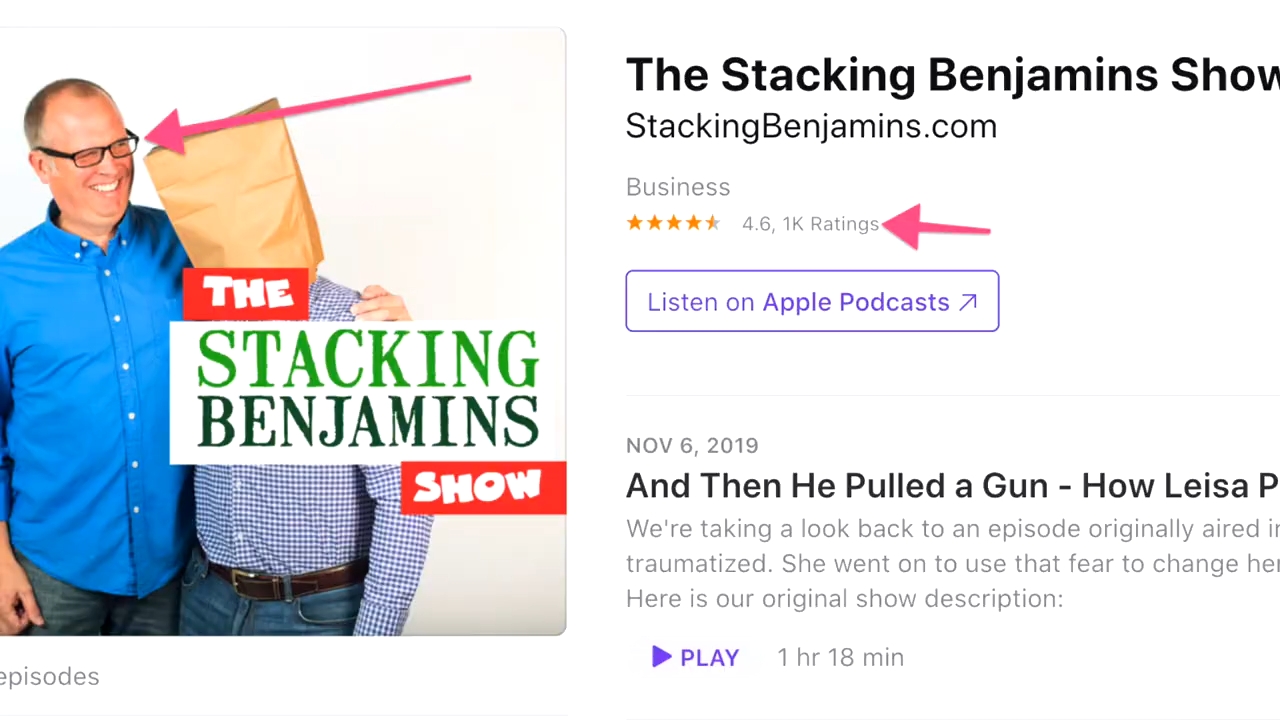 THE
STACKING
BENJAMINS
SHOW
episodes
The Stacking Benjamins Show
StackingBenjamins.com
Business
4.6, 1K Ratings
Listen on Apple Podcasts
NOV 6, 2019
And Then He Pulled a Gun - How Leisa P
We're taking a look back to an episode originally aired in
traumatized. She went on to use that fear to change her
Here is our original show description:
PLAY 1 hr 18 min